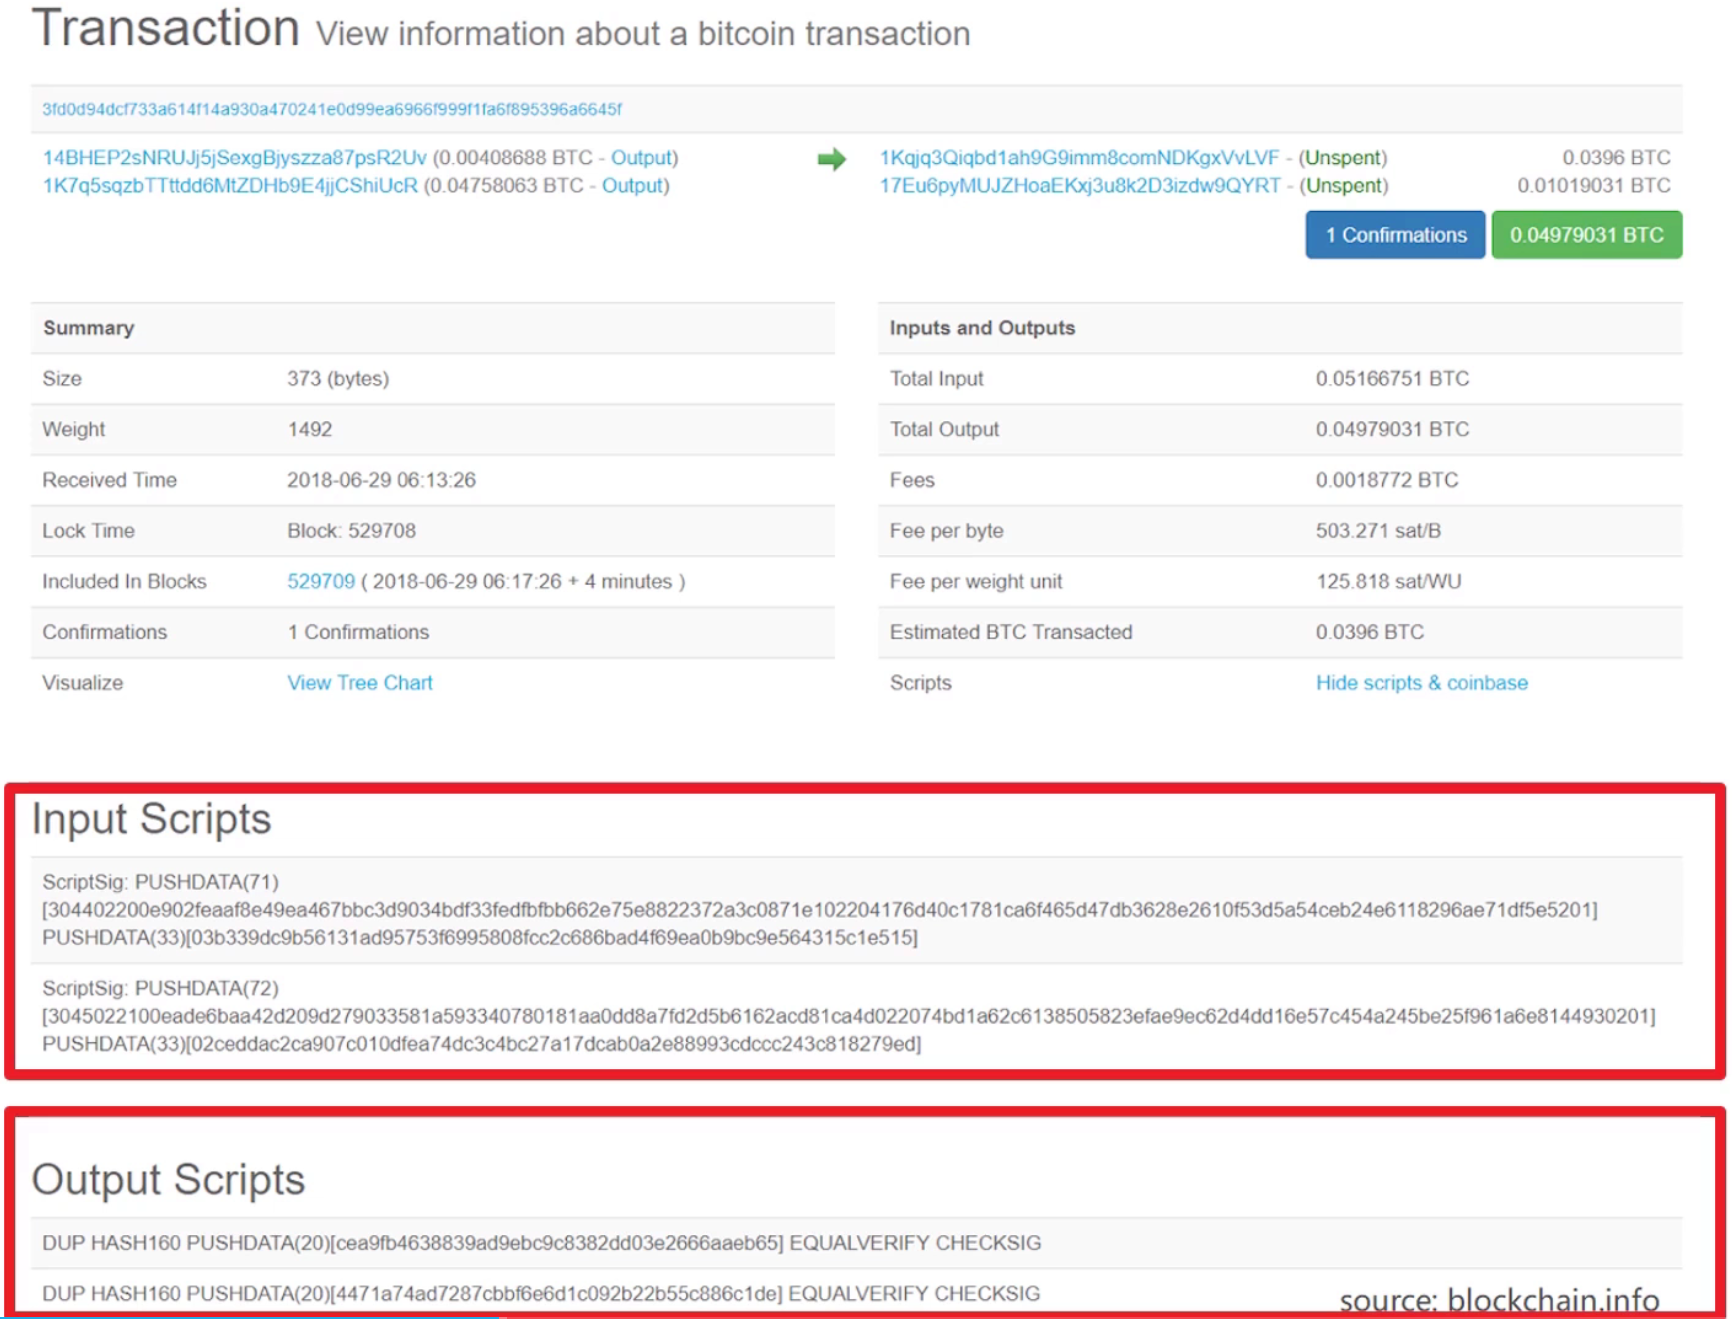 Transaction View information about a bitcoin transaction
3fd0d94dcf733a614f14a930a470241e0d99ea6966f999f1fa6f895396a6645f
14BHEP2sNRUJj5jSexgBjyszza87psR2Uv (0.00408688 BTC - Output)
1K7q5sqzbTTttdd6MtZDHb9E4jjCShiUcR (0.04758063 BTC - Output)
1Kqjq3Qiqbd1ah9G9imm8comNDKgxVvLVF - (Unspent) 0.0396 BTC
17Eu6pyMUJZHoaEKxj3u8k2D3izdw9QYRT - (Unspent) 0.01019031 BTC
1 Confirmations 0.04979031 BTC
Summary
Size 373 (bytes)
Weight 1492
Received Time 2018-06-29 06:13:26
Lock Time Block: 529708
Included In Blocks 529709 ( 2018-06-29 06:17:26 + 4 minutes )
Confirmations 1 Confirmations
Visualize View Tree Chart
Inputs and Outputs
Total Input 0.05166751 BTC
Total Output 0.04979031 BTC
Fees 0.0018772 BTC
Fee per byte 503.271 sat/B
Fee per weight unit 125.818 sat/WU
Estimated BTC Transacted 0.0396 BTC
Scripts Hide scripts & coinbase
Input Scripts
ScriptSig: PUSHDATA(71)
[304402200e902feaaf8e49ea467bbc3d9034bdf33fedfbfbb662e75e8822372a3c0871e102204176d40c1781ca6f465d47db3628e2610f53d5a54ceb24e6118296ae71df5e5201]
PUSHDATA(33)[03b339dc9b56131ad95753f6995808fcc2c686bad4f69ea0b9bc9e564315c1e515]
ScriptSig: PUSHDATA(72)
[3045022100eade6baa42d209d279033581a593340780181aa0dd8a7fd2d5b6162acd81ca4d022074bd1a62c6138505823efae9ec62d4dd16e57c454a245be25f961a6e8144930201]
PUSHDATA(33)[02ceddac2ca907c010dfea74dc3c4bc27a17dcab0a2e88993cdccc243c818279ed]
Output Scripts
DUP HASH160 PUSHDATA(20)[cea9fb4638839ad9ebc9c8382dd03e2666aaeb65] EQUALVERIFY CHECKSIG
DUP HASH160 PUSHDATA(20)[4471a74ad7287cbbf6e6d1c092b22b55c886c1de] EQUALVERIFY CHECKSIG
source: blockchain.info